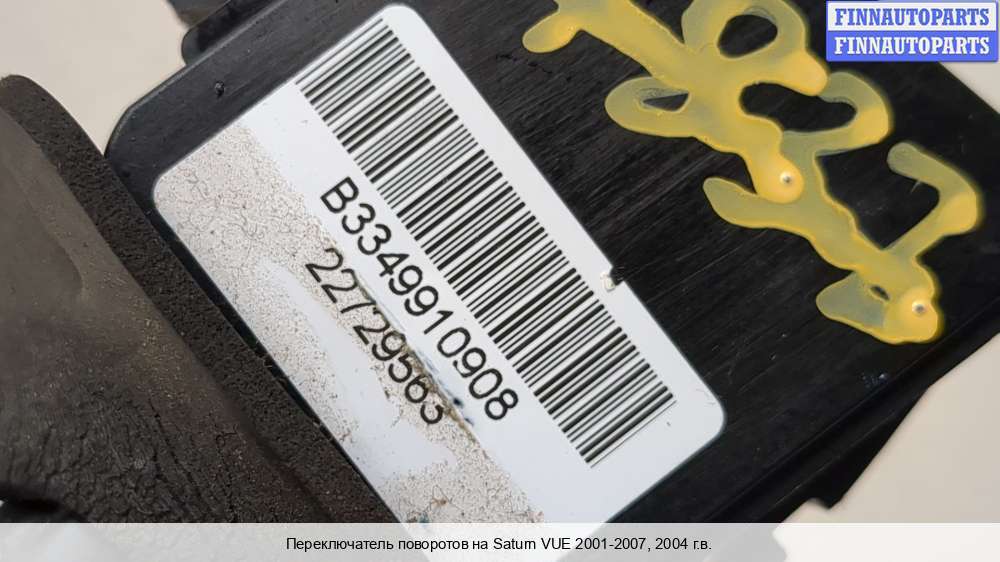 FINNAUTOPARTS
FINNAUTOPARTS
B3349910908
22729563
Переключатель поворотов на Saturn VUE 2001-2007, 2004 г.в.